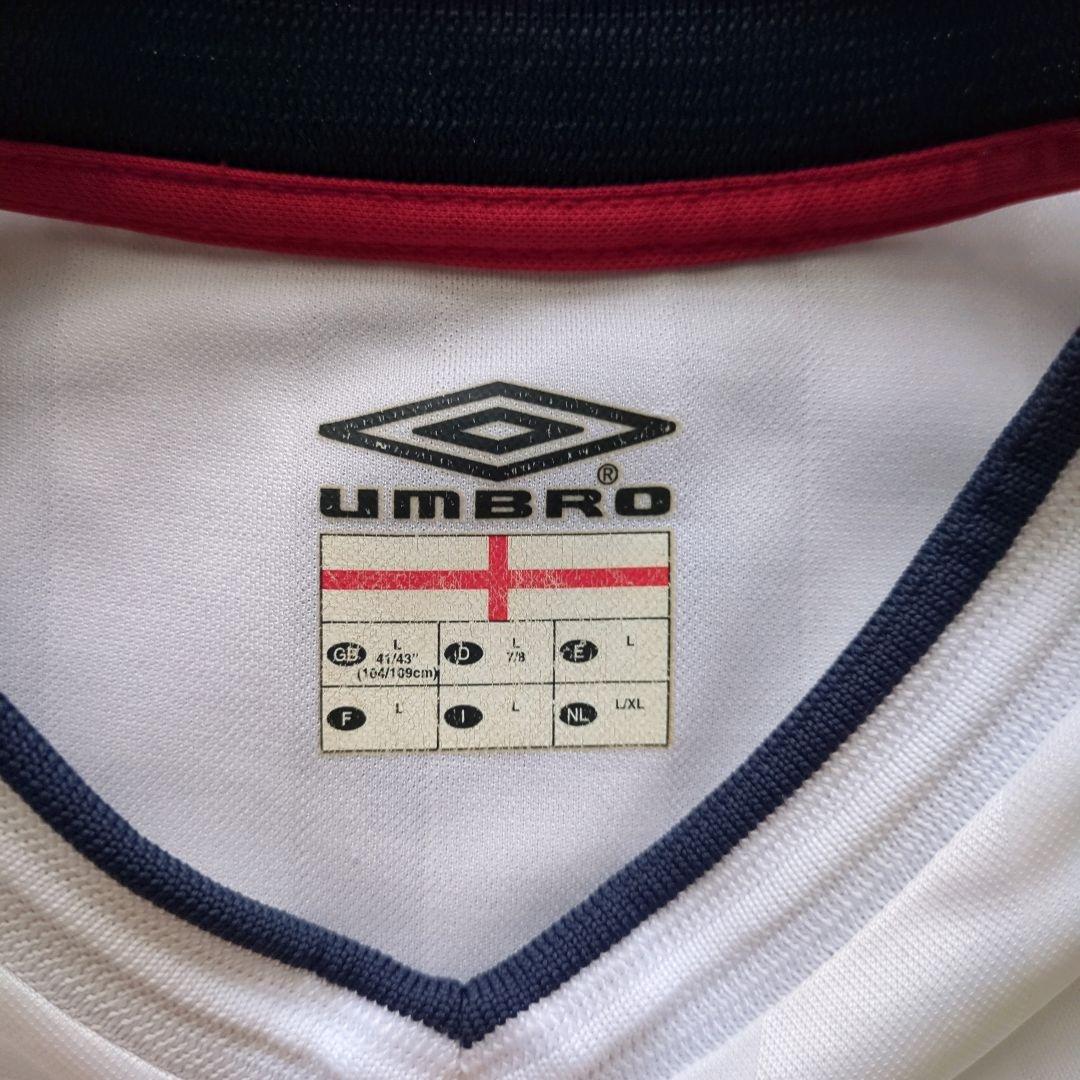 ®
UMBRO
GB L 41/43" (104/109cm)
D L 7/8
E L
F L
I L
NL L/XL